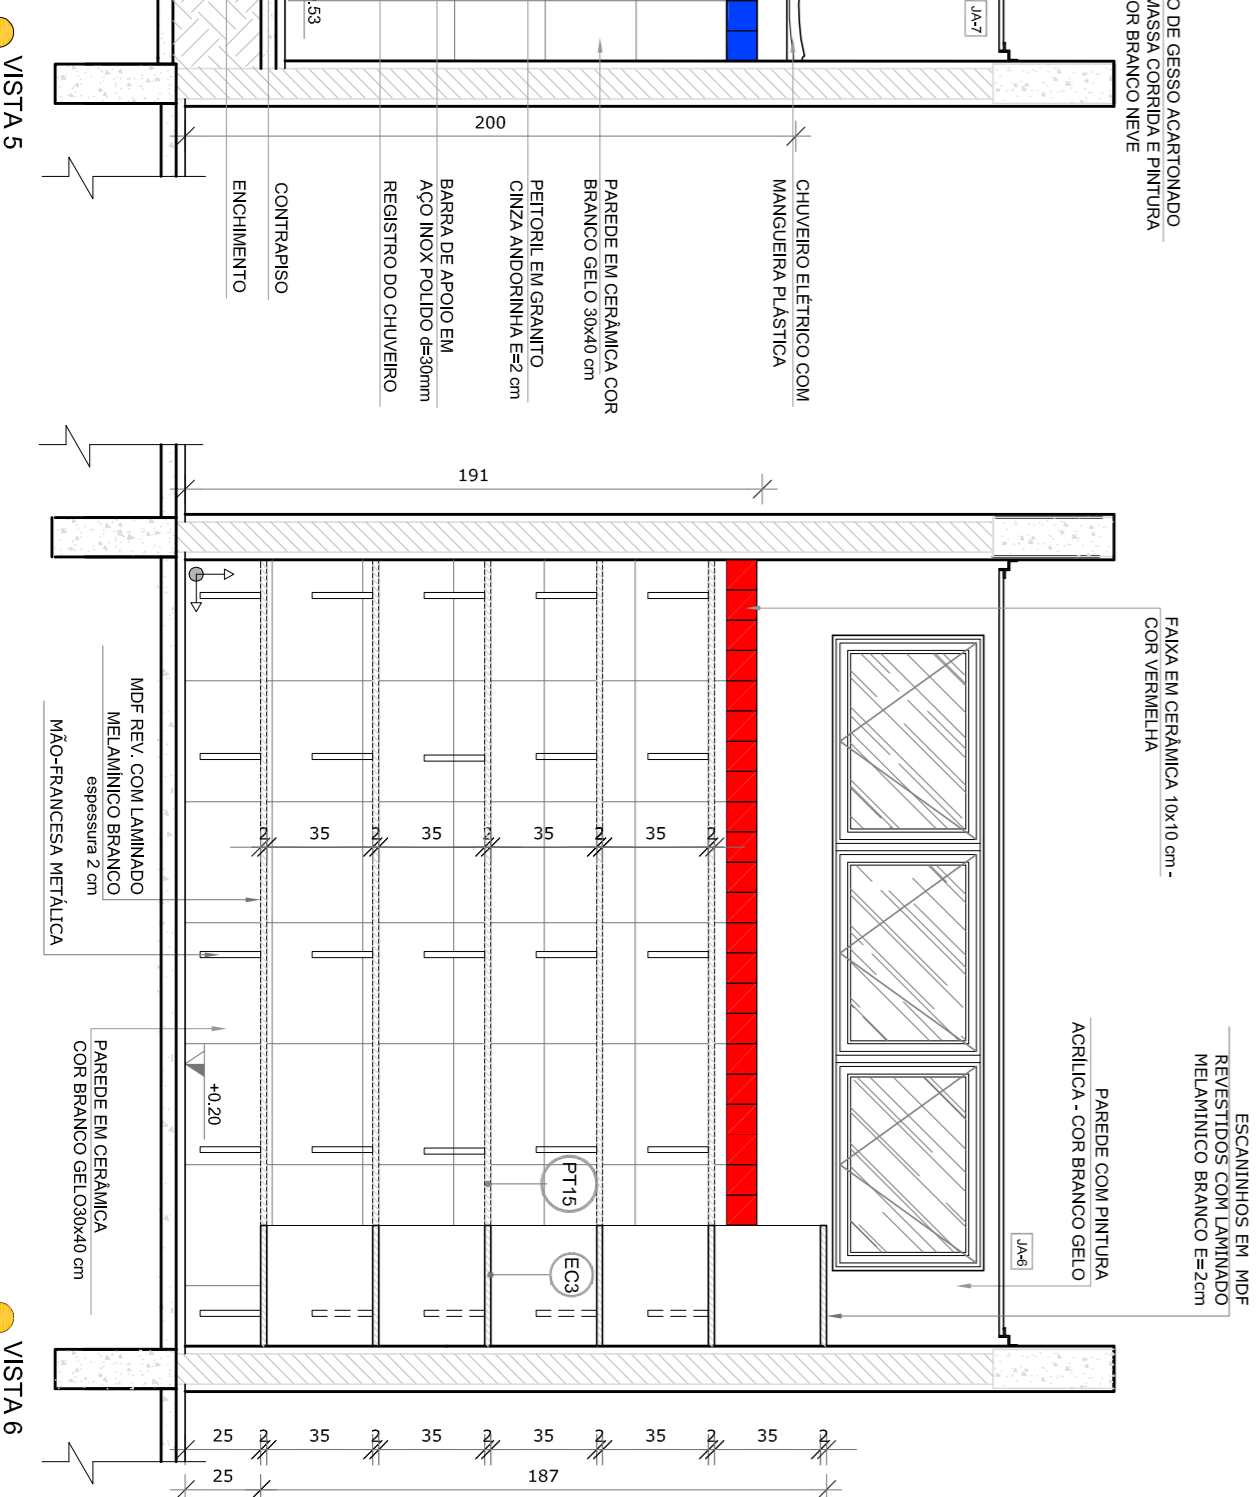 O DE GESSO ACARTONADO
MASSA CORRIDA E PINTURA
OR BRANCO NEVE
JA-7
.53
200
CHUVEIRO ELÉTRICO COM
MANGUEIRA PLÁSTICA
PAREDE EM CERÂMICA COR
BRANCO GELO 30x40 cm
PEITORIL EM GRANITO
CINZA ANDORINHA E=2 cm
BARRA DE APOIO EM
AÇO INOX POLIDO d=30mm
REGISTRO DO CHUVEIRO
CONTRAPISO
ENCHIMENTO
VISTA 5
191
FAIXA EM CERÂMICA 10x10 cm -
COR VERMELHA
ESCANINHOS EM MDF
REVESTIDOS COM LAMINADO
MELAMINICO BRANCO E=2cm
PAREDE COM PINTURA
ACRÍLICA - COR BRANCO GELO
JA-6
2 35 2 35 2 35 2 35 2
PT15
EC3
+0.20
MDF REV. COM LAMINADO
MELAMÍNICO BRANCO
espessura 2 cm
MÃO-FRANCESA METÁLICA
PAREDE EM CERÂMICA
COR BRANCO GELO30x40 cm
25 2 35 2 35 2 35 2 35 2 35 2
25 187
VISTA 6